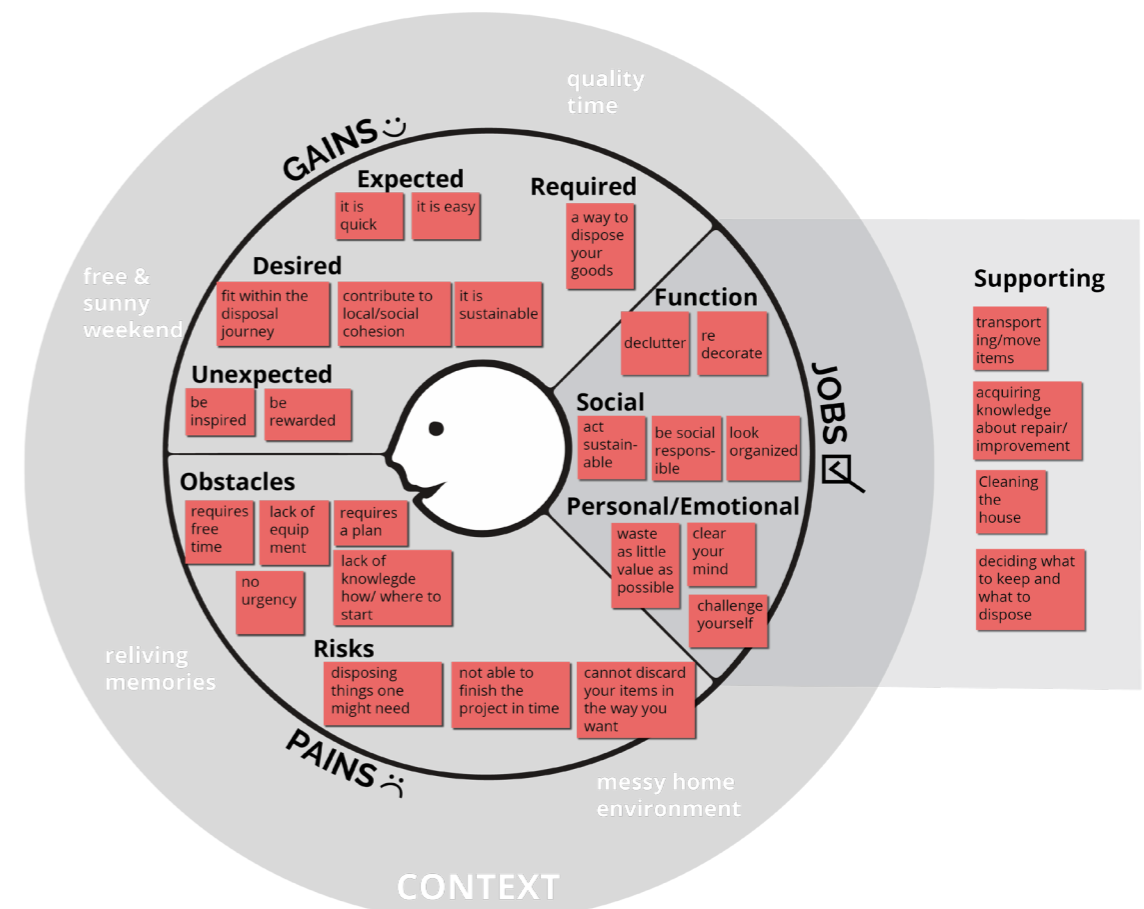 quality
time
GAINS
Expected
it is
quick
it is easy
Required
a way to
dispose
your
goods
free &
sunny
weekend
Desired
fit within the
disposal
journey
contribute to
local/social
cohesion
it is
sustainable
Unexpected
be
inspired
be
rewarded
Function
declutter
re
decorate
Social
act
sustain-
able
be social
respons-
ible
look
organized
Personal/Emotional
waste
as little
value as
possible
clear
your
mind
challenge
yourself
JOBS
Supporting
transport
ing/move
items
acquiring
knowledge
about repair/
improvement
Cleaning
the
house
deciding what
to keep and
what to
dispose
Obstacles
requires
free
time
lack of
equip
ment
requires
a plan
no
urgency
lack of
knowlegde
how/ where to
start
Risks
disposing
things one
might need
not able to
finish the
project in time
cannot discard
your items in
the way you
want
reliving
memories
PAINS
messy home
environment
CONTEXT